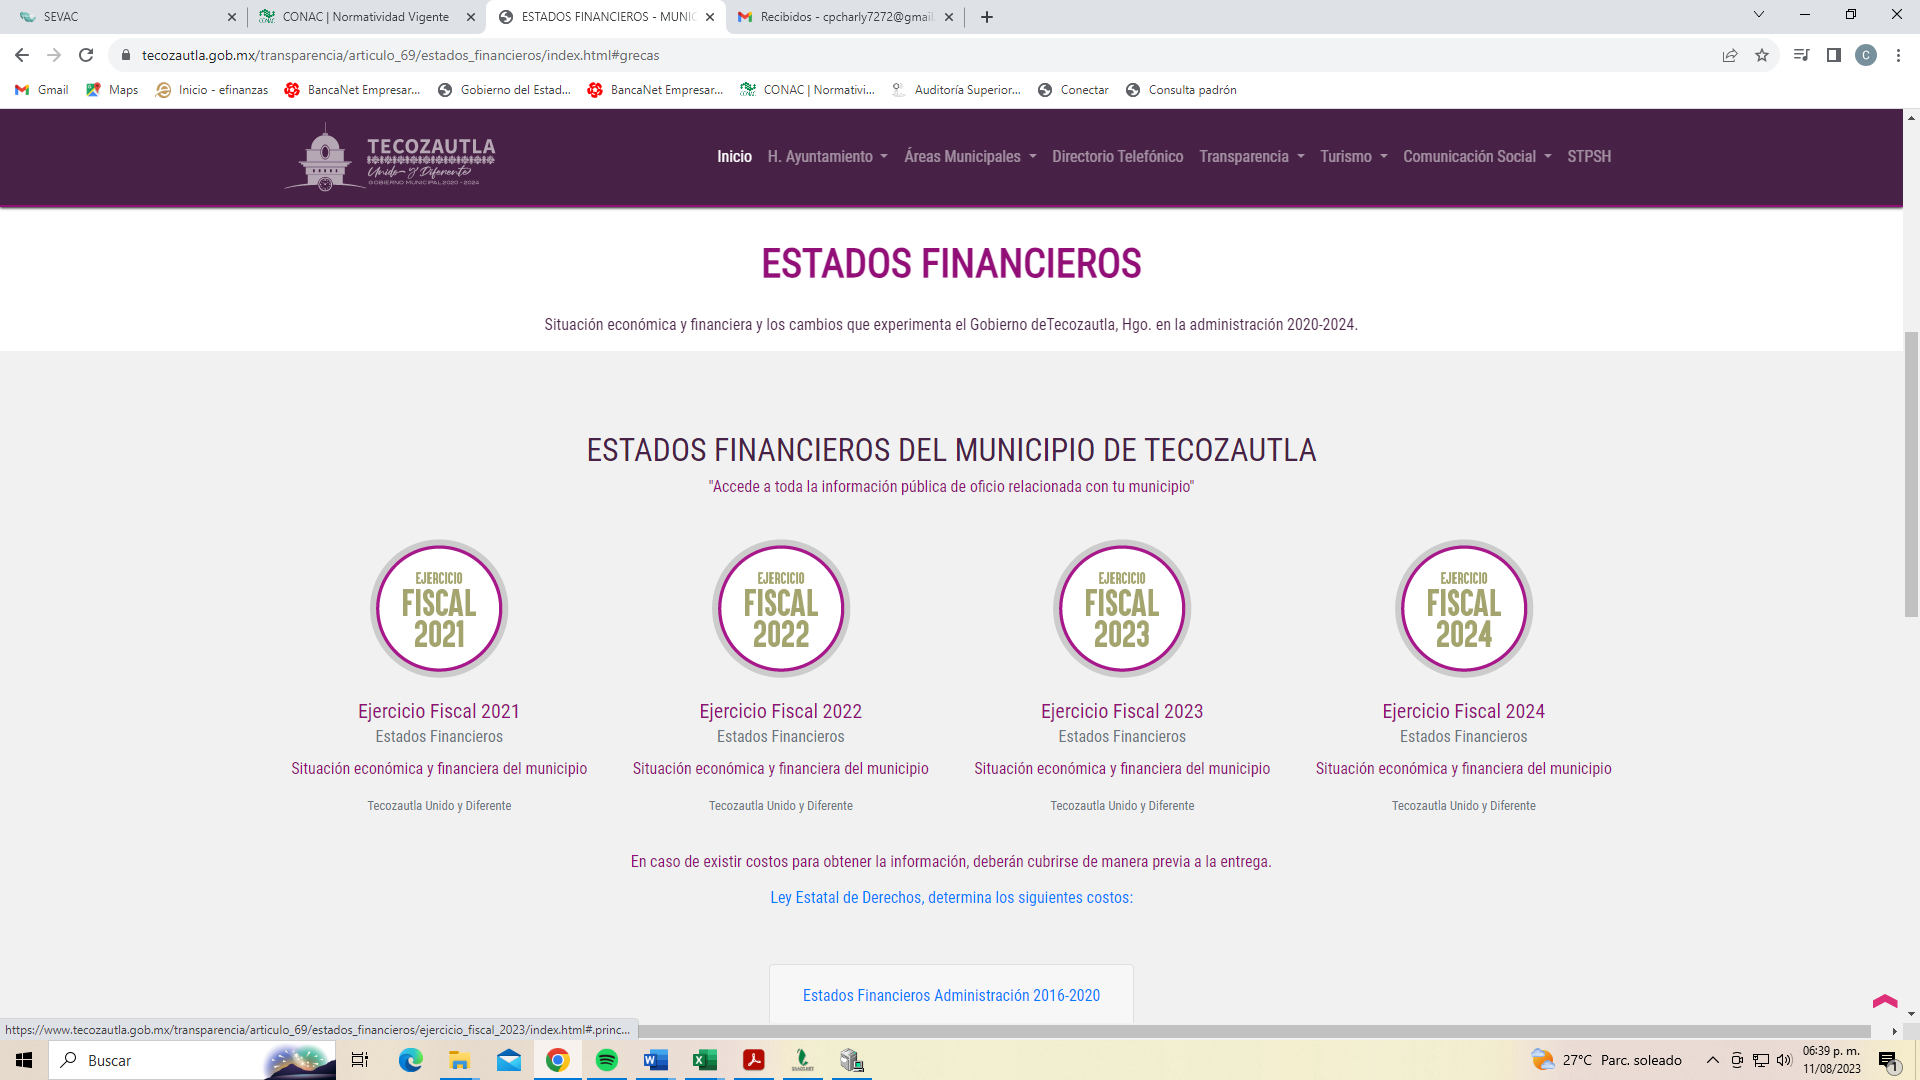 SEVAC
CONAC | Normatividad Vigente
ESTADOS FINANCIEROS - MUNIC
Recibidos - cpcharly7272@gmail.
tecozautla.gob.mx/transparencia/articulo_69/estados_financieros/index.html#grecas
C
Gmail
Maps
Inicio - efinanzas
BancaNet Empresar...
Gobierno del Estad...
BancaNet Empresar...
CONAC | Normativi...
Auditoría Superior...
Conectar
Consulta padrón
TECOZAUTLA
Unido y Diferente
GOBIERNO MUNICIPAL 2020 - 2024
Inicio
H. Ayuntamiento
Áreas Municipales
Directorio Telefónico
Transparencia
Turismo
Comunicación Social
STPSH
ESTADOS FINANCIEROS
Situación económica y financiera y los cambios que experimenta el Gobierno deTecozautla, Hgo. en la administración 2020-2024.
ESTADOS FINANCIEROS DEL MUNICIPIO DE TECOZAUTLA
"Accede a toda la información pública de oficio relacionada con tu municipio"
EJERCICIO
FISCAL
2021
Ejercicio Fiscal 2021
Estados Financieros
Situación económica y financiera del municipio
Tecozautla Unido y Diferente
EJERCICIO
FISCAL
2022
Ejercicio Fiscal 2022
Estados Financieros
Situación económica y financiera del municipio
Tecozautla Unido y Diferente
EJERCICIO
FISCAL
2023
Ejercicio Fiscal 2023
Estados Financieros
Situación económica y financiera del municipio
Tecozautla Unido y Diferente
EJERCICIO
FISCAL
2024
Ejercicio Fiscal 2024
Estados Financieros
Situación económica y financiera del municipio
Tecozautla Unido y Diferente
En caso de existir costos para obtener la información, deberán cubrirse de manera previa a la entrega.
Ley Estatal de Derechos, determina los siguientes costos:
Estados Financieros Administración 2016-2020
https://www.tecozautla.gob.mx/transparencia/articulo_69/estados_financieros/ejercicio_fiscal_2023/index.html#.princ...
Buscar
27°C Parc. soleado
06:39 p. m.
11/08/2023
1